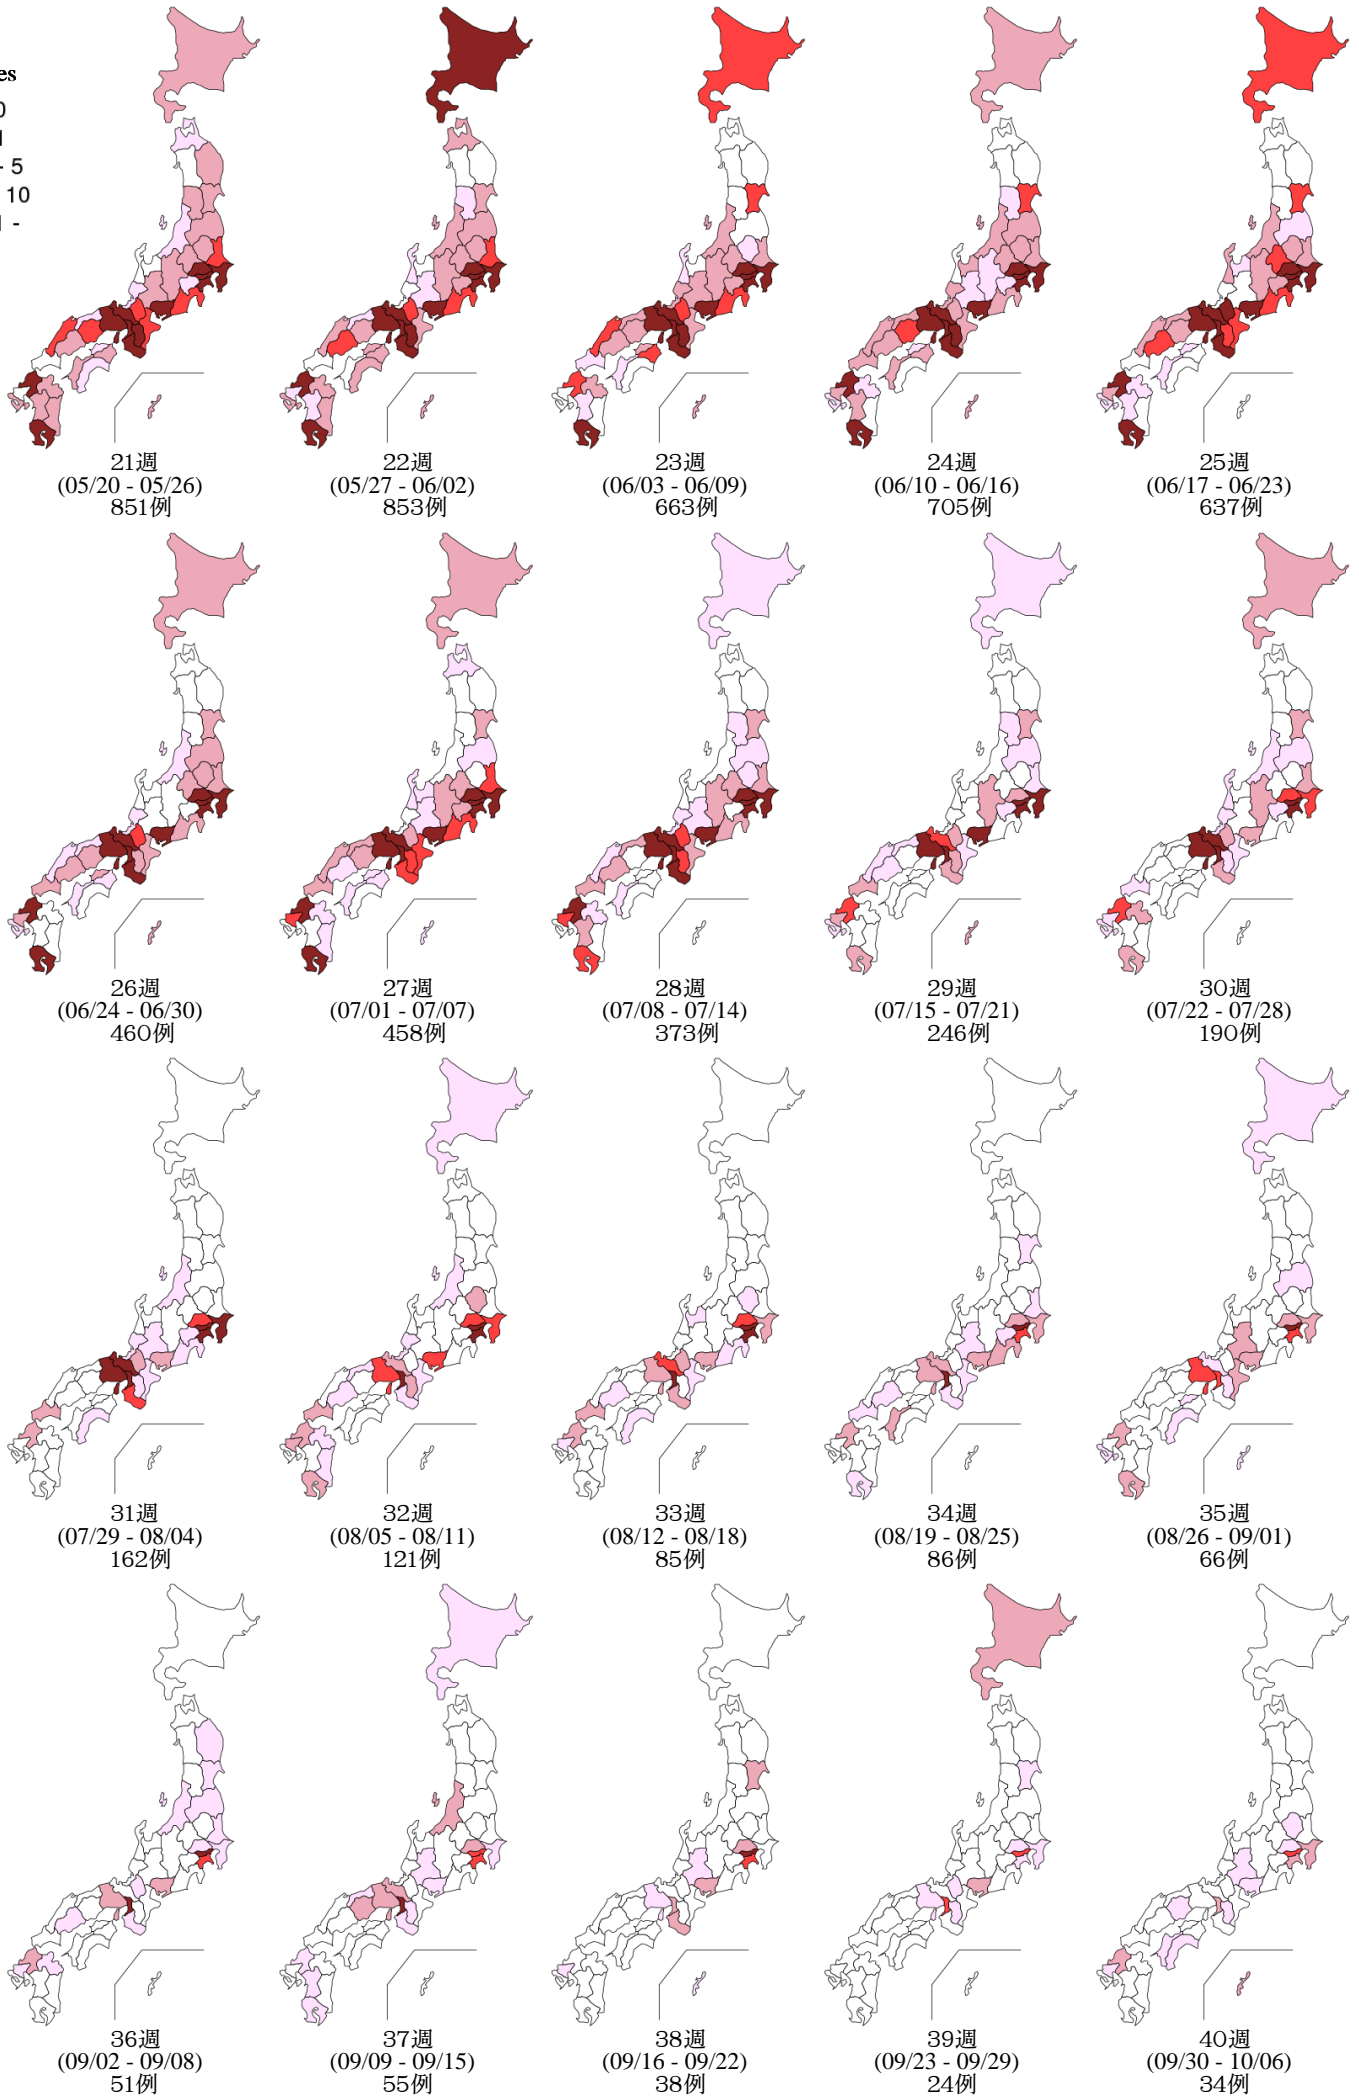 es
0
1
- 5
10
1 -
21週
(05/20 - 05/26)
851例
22週
(05/27 - 06/02)
853例
23週
(06/03 - 06/09)
663例
24週
(06/10 - 06/16)
705例
25週
(06/17 - 06/23)
637例
26週
(06/24 - 06/30)
460例
27週
(07/01 - 07/07)
458例
28週
(07/08 - 07/14)
373例
29週
(07/15 - 07/21)
246例
30週
(07/22 - 07/28)
190例
31週
(07/29 - 08/04)
162例
32週
(08/05 - 08/11)
121例
33週
(08/12 - 08/18)
85例
34週
(08/19 - 08/25)
86例
35週
(08/26 - 09/01)
66例
36週
(09/02 - 09/08)
51例
37週
(09/09 - 09/15)
55例
38週
(09/16 - 09/22)
38例
39週
(09/23 - 09/29)
24例
40週
(09/30 - 10/06)
34例